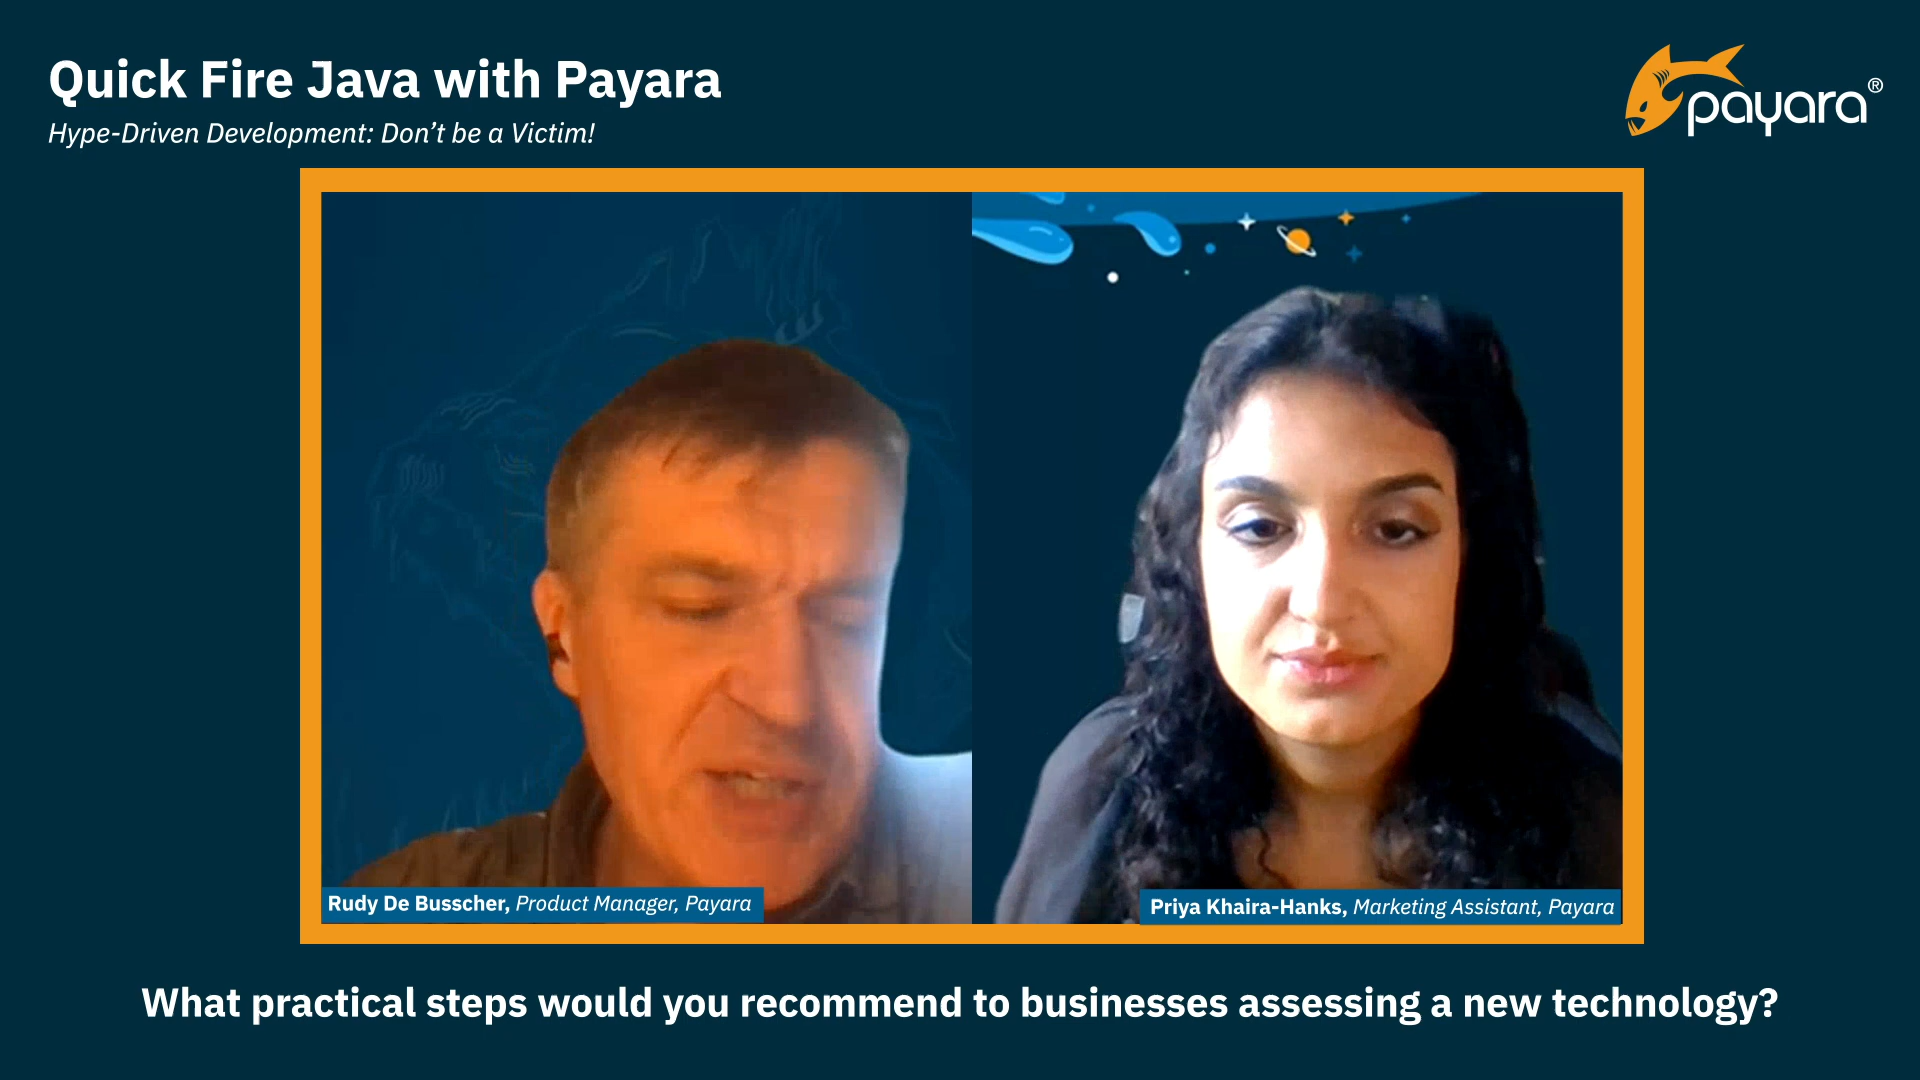 Quick Fire Java with Payara
Hype-Driven Development: Don’t be a Victim!
payara®
Rudy De Busscher, Product Manager, Payara
Priya Khaira-Hanks, Marketing Assistant, Payara
What practical steps would you recommend to businesses assessing a new technology?